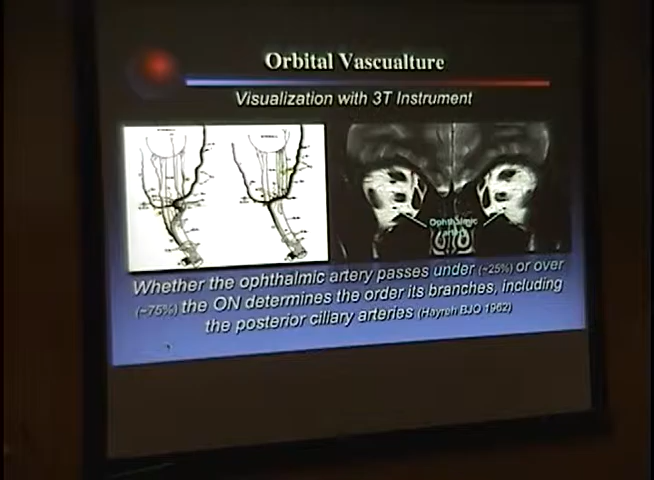 Orbital Vascualture
Visualization with 3T Instrument
Ophthalmic
artery
Whether the ophthalmic artery passes under (~25%) or over
(~75%) the ON determines the order its branches, including
the posterior ciliary arteries (Hayreh BJO 1962)